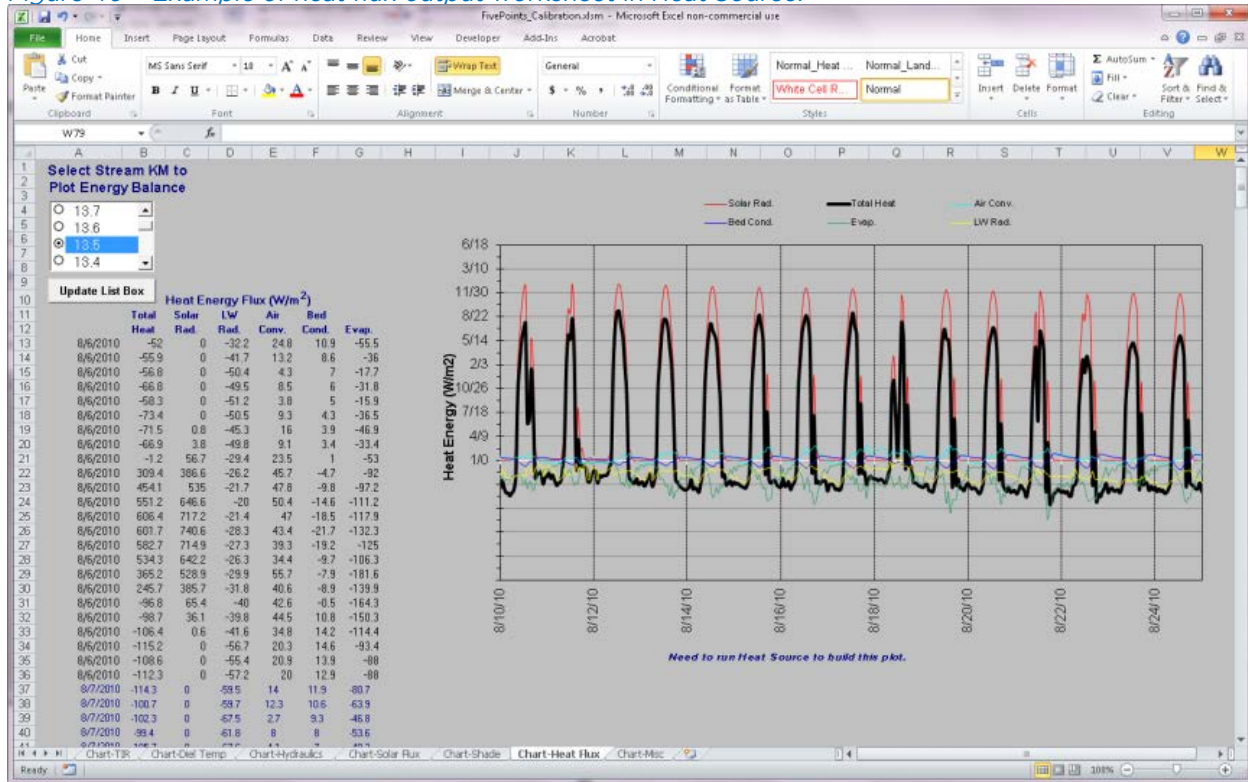 Figure 10 – Example of heat flux output worksheet in Heat Source.
FivePoints_Calibration.xlsm - Microsoft Excel non-commercial use
File Home Insert Page Layout Formulas Data Review View Developer Add-Ins Acrobat
Paste
Cut
Copy
Format Painter
Clipboard
MS Sans Serif 18
B I U
Font
Wrap Text
Merge & Center
Alignment
General
$ % ,
Number
Conditional Formatting
Format as Table
Normal_Heat ... Normal_Land...
White Cell R... Normal
Styles
Insert Delete Format
Cells
AutoSum
Fill
Clear
Sort & Filter
Find & Select
Editing
W79 fx
A B C D E F G H I J K L M N O P Q R S T U V W
Select Stream KM to
Plot Energy Balance
13.7
13.6
13.5
13.4
Update List Box
Heat Energy Flux (W/m2)
Total Solar LW Air Bed
Heat Rad. Rad. Conv. Cond. Evap.
13 8/6/2010 -52 0 -32.2 24.8 10.9 -55.5
14 8/6/2010 -55.9 0 -41.7 13.2 8.6 -36
15 8/6/2010 -56.8 0 -50.4 4.3 7 -17.7
16 8/6/2010 -66.8 0 -49.5 8.5 6 -31.8
17 8/6/2010 -58.3 0 -51.2 3.8 5 -15.9
18 8/6/2010 -73.4 0 -50.5 9.3 4.3 -36.5
19 8/6/2010 -71.5 0.8 -45.3 16 3.9 -46.9
20 8/6/2010 -66.9 3.8 -49.8 9.1 3.4 -33.4
21 8/6/2010 -1.2 56.7 -29.4 23.5 1 -53
22 8/6/2010 309.4 386.6 -26.2 45.7 -4.7 -92
23 8/6/2010 454.1 535 -21.7 47.8 -9.8 -97.2
24 8/6/2010 551.2 646.6 -20 50.4 -14.6 -111.2
25 8/6/2010 606.4 717.2 -21.4 47 -18.5 -117.9
26 8/6/2010 601.7 740.6 -28.3 43.4 -21.7 -132.3
27 8/6/2010 582.7 714.9 -27.3 39.3 -19.2 -125
28 8/6/2010 534.3 642.2 -26.3 34.4 -9.7 -106.3
29 8/6/2010 365.2 528.9 -29.9 55.7 -7.9 -181.6
30 8/6/2010 245.7 385.7 -31.8 40.6 -8.9 -139.9
31 8/6/2010 -96.8 65.4 -40 42.6 -0.5 -164.3
32 8/6/2010 -98.7 36.1 -39.8 44.5 10.8 -150.3
33 8/6/2010 -106.4 0.6 -41.6 34.8 14.2 -114.4
34 8/6/2010 -115.2 0 -56.7 20.3 14.6 -93.4
35 8/6/2010 -108.6 0 -55.4 20.9 13.9 -88
36 8/6/2010 -112.3 0 -57.2 20 12.9 -88
37 8/7/2010 -114.3 0 -59.5 14 11.9 -80.7
38 8/7/2010 -100.7 0 -59.7 12.3 10.6 -63.9
39 8/7/2010 -102.3 0 -67.5 2.7 9.3 -46.8
40 8/7/2010 -99.4 0 -61.8 8 8 -53.6
Solar Rad. Total Heat Air Conv.
Bed Cond. Evap. LW Rad.
Heat Energy (W/m2)
6/18
3/10
11/30
8/22
5/14
2/3
10/26
7/18
4/9
1/0
8/10/10 8/12/10 8/14/10 8/16/10 8/18/10 8/20/10 8/22/10 8/24/10
Need to run Heat Source to build this plot.
Chart-TIR Chart-Diel Temp Chart-Hydraulics Chart-Solar Flux Chart-Shade Chart-Heat Flux Chart-Misc
Ready 100%